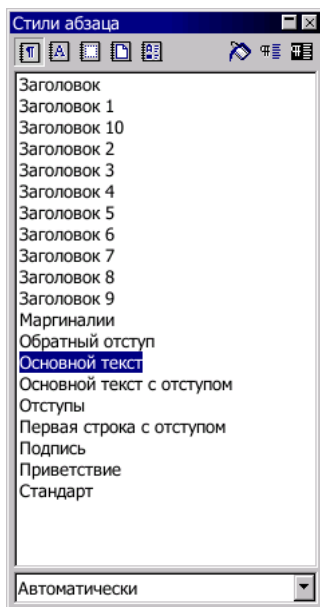 Стили абзаца
Заголовок
Заголовок 1
Заголовок 10
Заголовок 2
Заголовок 3
Заголовок 4
Заголовок 5
Заголовок 6
Заголовок 7
Заголовок 8
Заголовок 9
Маргиналии
Обратный отступ
Основной текст
Основной текст с отступом
Отступы
Первая строка с отступом
Подпись
Приветствие
Стандарт
Автоматически